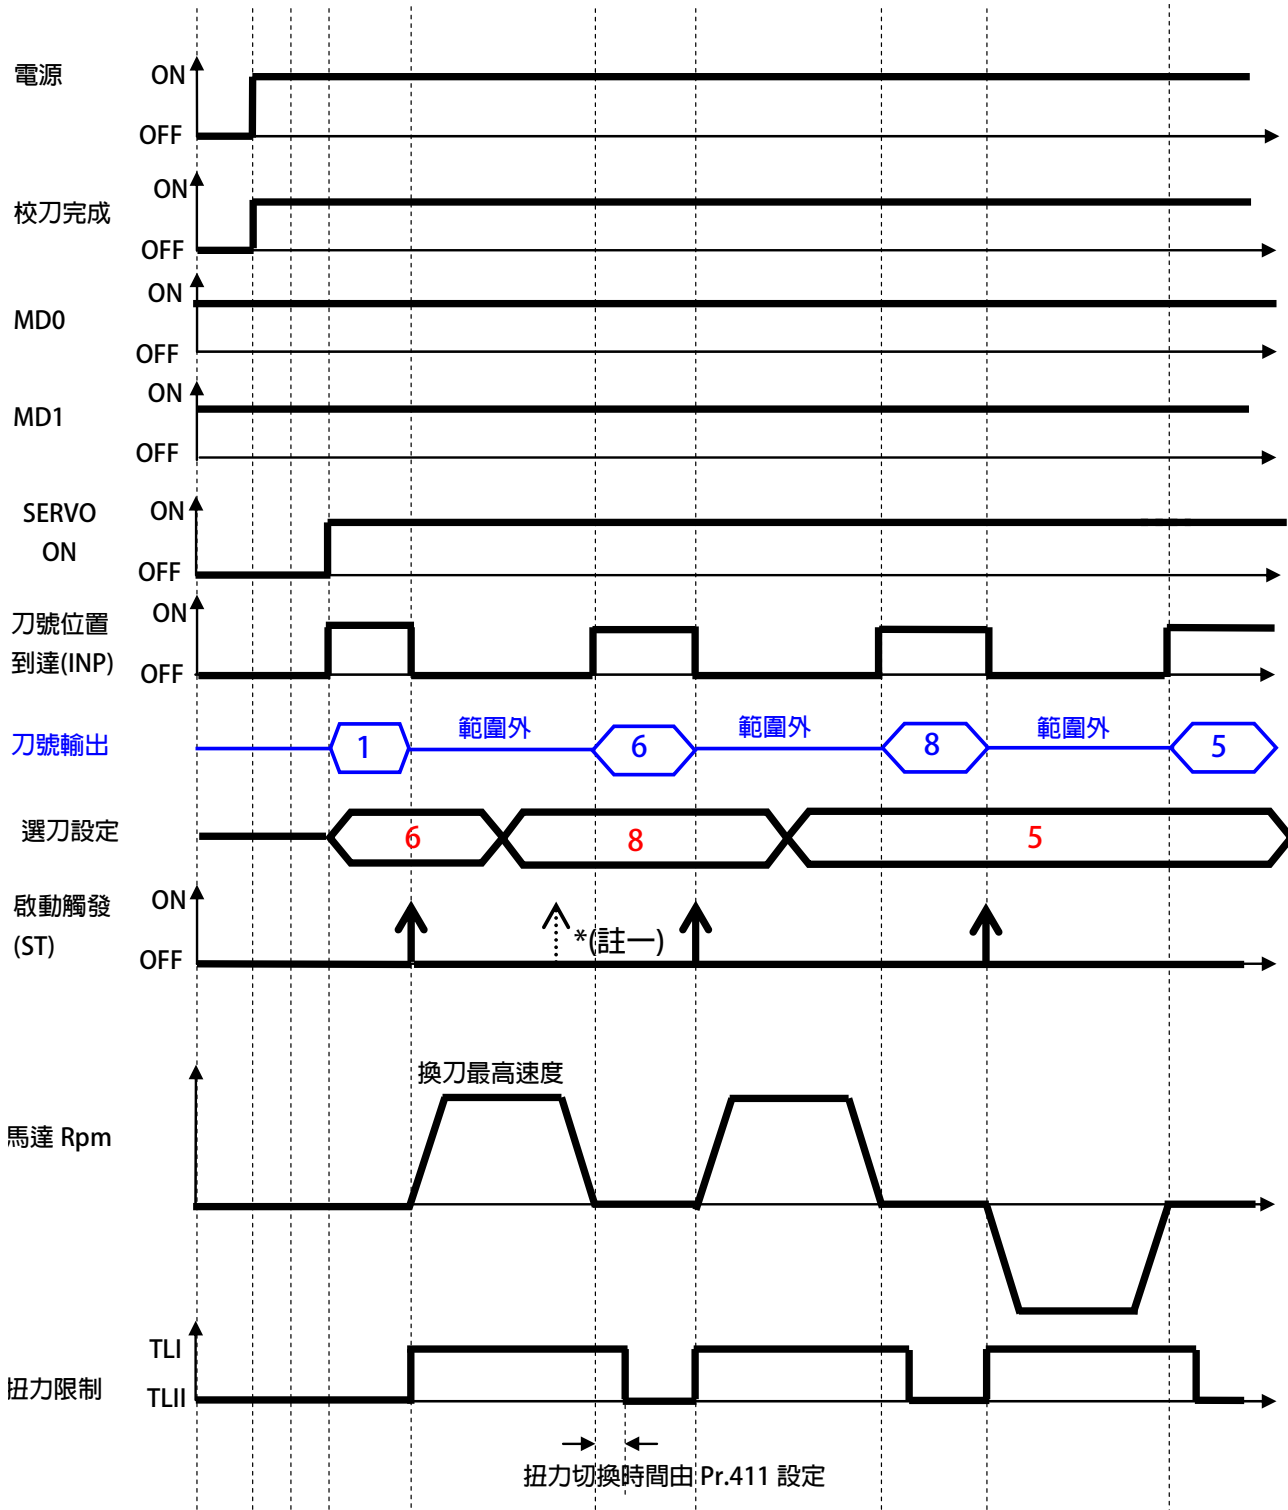 電源
ON
OFF
校刀完成
ON
OFF
MD0
ON
OFF
MD1
ON
OFF
SERVO
ON
ON
OFF
刀號位置
到達(INP)
ON
OFF
刀號輸出
1
範圍外
6
範圍外
8
範圍外
5
選刀設定
6
8
5
啟動觸發
(ST)
ON
OFF
*(註一)
換刀最高速度
馬達 Rpm
扭力限制
TLI
TLII
扭力切換時間由 Pr.411 設定